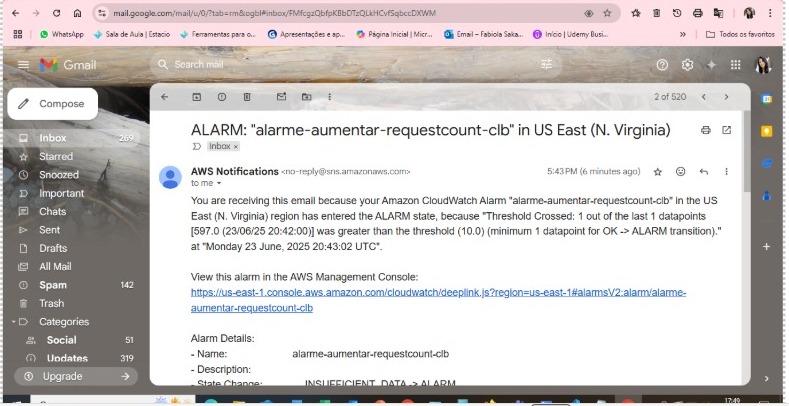 mail.google.com/mail/u/0/?tab=rm&ogbl#inbox/FMfcgzQbfpKBbDTzQLkHCvfSqbccDXWM
WhatsApp
Sala de Aula | Estacio
Ferramentas para o...
Apresentações e ap...
Página Inicial | Micr...
Email – Fabiola Saka...
Início | Udemy Busi...
Todos os favoritos
Gmail
Search mail
Compose
2 of 520
Inbox 269
Starred
Snoozed
Important
Chats
Sent
Drafts
All Mail
Spam 142
Trash
Categories
Social 51
Updates 319
Upgrade
ALARM: "alarme-aumentar-requestcount-clb" in US East (N. Virginia)
Inbox ×
AWS Notifications <no-reply@sns.amazonaws.com>
5:43 PM (6 minutes ago)
to me
You are receiving this email because your Amazon CloudWatch Alarm "alarme-aumentar-requestcount-clb" in the US
East (N. Virginia) region has entered the ALARM state, because "Threshold Crossed: 1 out of the last 1 datapoints
[597.0 (23/06/25 20:42:00)] was greater than the threshold (10.0) (minimum 1 datapoint for OK -> ALARM transition)."
at "Monday 23 June, 2025 20:43:02 UTC".
View this alarm in the AWS Management Console:
https://us-east-1.console.aws.amazon.com/cloudwatch/deeplink.js?region=us-east-1#alarmsV2:alarm/alarme-
aumentar-requestcount-clb
Alarm Details:
- Name: alarme-aumentar-requestcount-clb
- Description:
- State Change: INSUFFICIENT_DATA -> ALARM
17:49